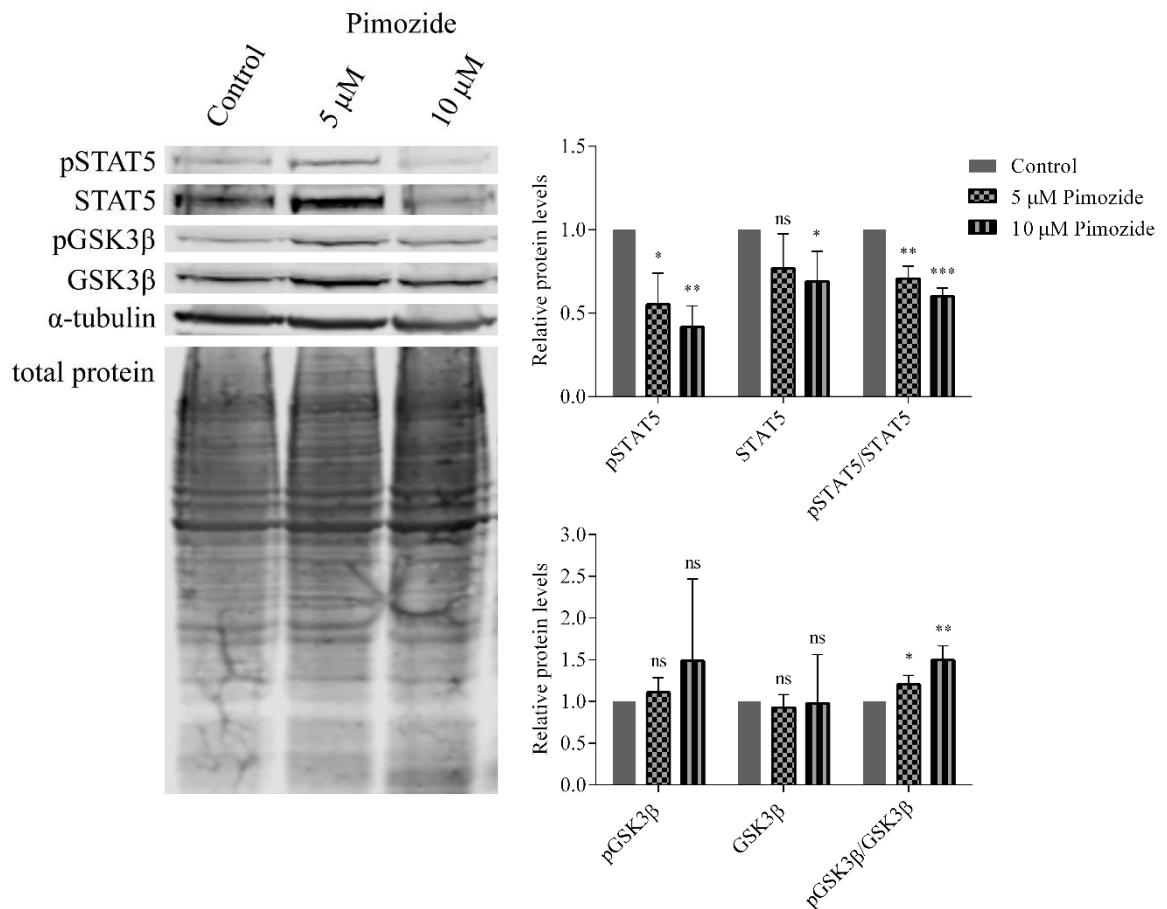 Pimozide
Control
5 μM
10 μM
pSTAT5
STAT5
pGSK3β
GSK3β
α-tubulin
total protein
Relative protein levels
1.5
1.0
0.5
0.0
*
**
ns
*
**
***
pSTAT5
STAT5
pSTAT5/STAT5
Control
5 μM Pimozide
10 μM Pimozide
Relative protein levels
3.0
2.5
2.0
1.5
1.0
0.5
0.0
ns
ns
ns
ns
*
**
pGSK3β
GSK3β
pGSK3β/GSK3β